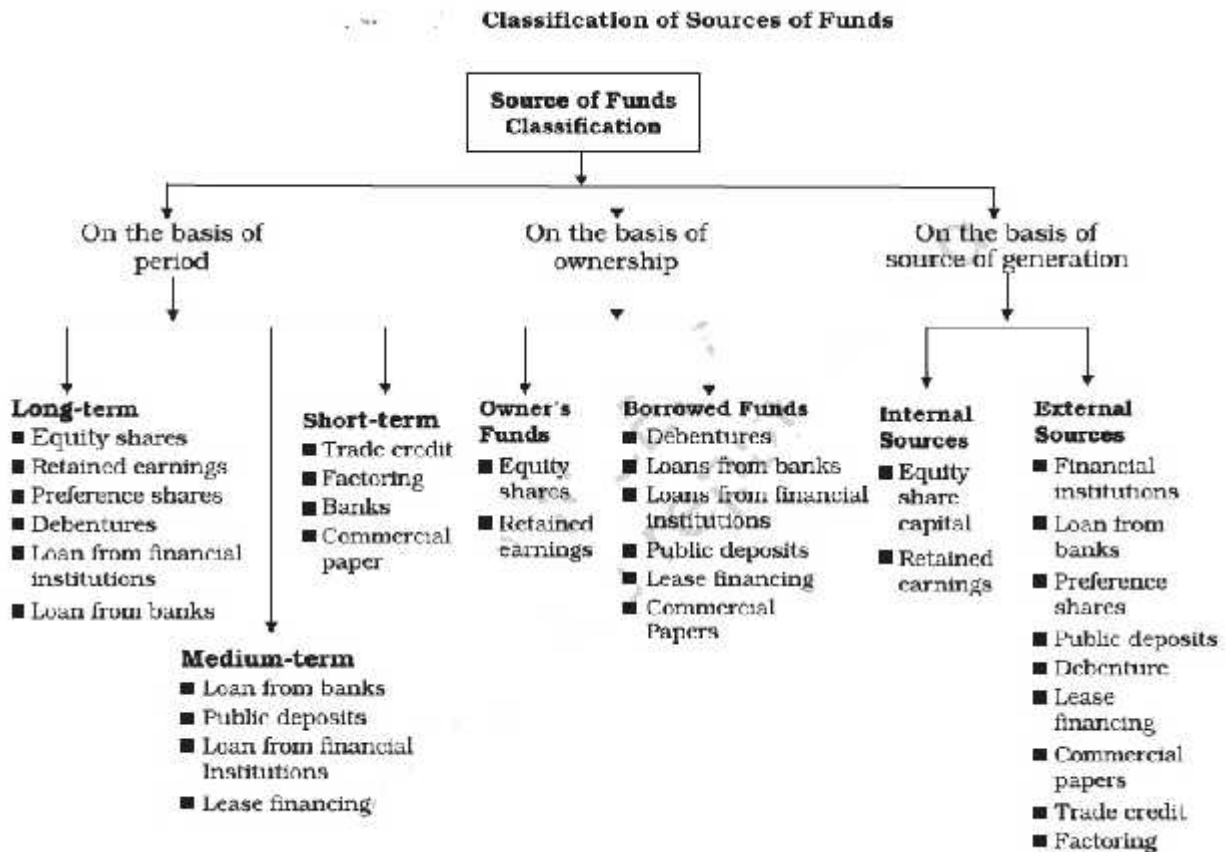 Classification of Sources of Funds
Source of Funds
Classification
On the basis of
period
On the basis of
ownership
On the basis of
source of generation
Long-term
■ Equity shares
■ Retained earnings
■ Preference shares
■ Debentures
■ Loan from financial
institutions
■ Loan from banks
Medium-term
■ Loan from banks
■ Public deposits
■ Loan from financial
Institutions
■ Lease financing
Short-term
■ Trade credit
■ Factoring
■ Banks
■ Commercial
paper
Owner's
Funds
■ Equity
shares
■ Retained
earnings
Borrowed Funds
■ Debentures
■ Loans from banks
■ Loans from financial
institutions
■ Public deposits
■ Lease financing
■ Commercial
Papers
Internal
Sources
■ Equity
share
capital
■ Retained
earnings
External
Sources
■ Financial
institutions
■ Loan from
banks
■ Preference
shares
■ Public deposits
■ Debenture
■ Lease
financing
■ Commercial
papers
■ Trade credit
■ Factoring